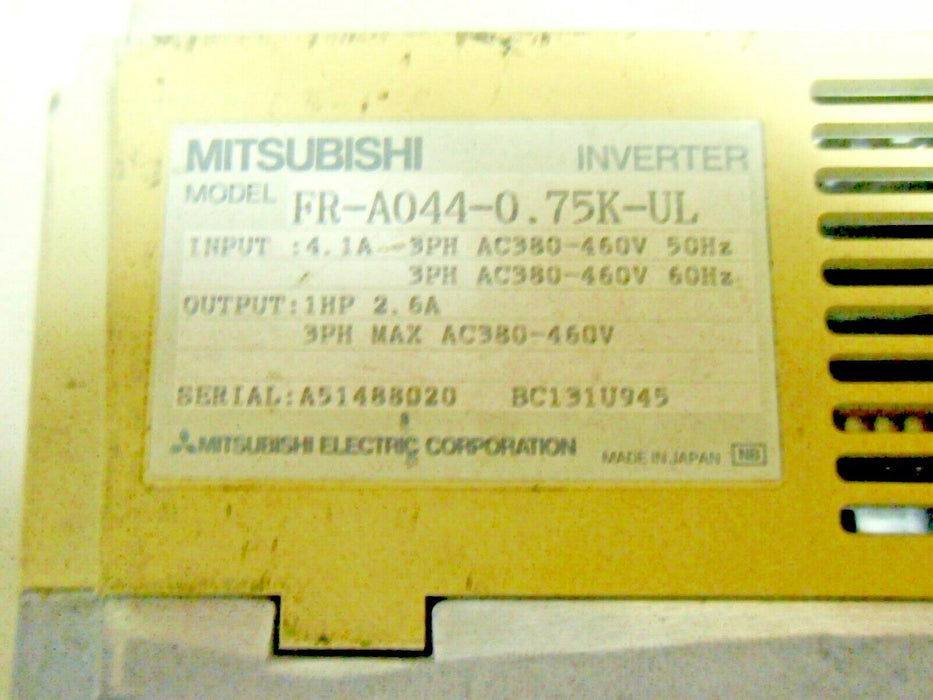 MITSUBISHI INVERTER
MODEL FR-A044-0.75K-UL
INPUT :4.1A 3PH AC380-460V 50Hz
3PH AC380-460V 60Hz
OUTPUT:1HP 2.6A
3PH MAX AC380-460V
SERIAL:A51488020 BC131U945
MITSUBISHI ELECTRIC CORPORATION MADE IN JAPAN NB